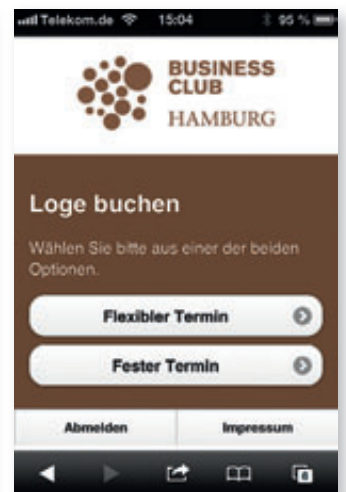 Telekom.de 15:04 95 %
BUSINESS
CLUB
HAMBURG
Loge buchen
Wählen Sie bitte aus einer der beiden
Optionen.
Flexibler Termin
Fester Termin
Abmelden Impressum